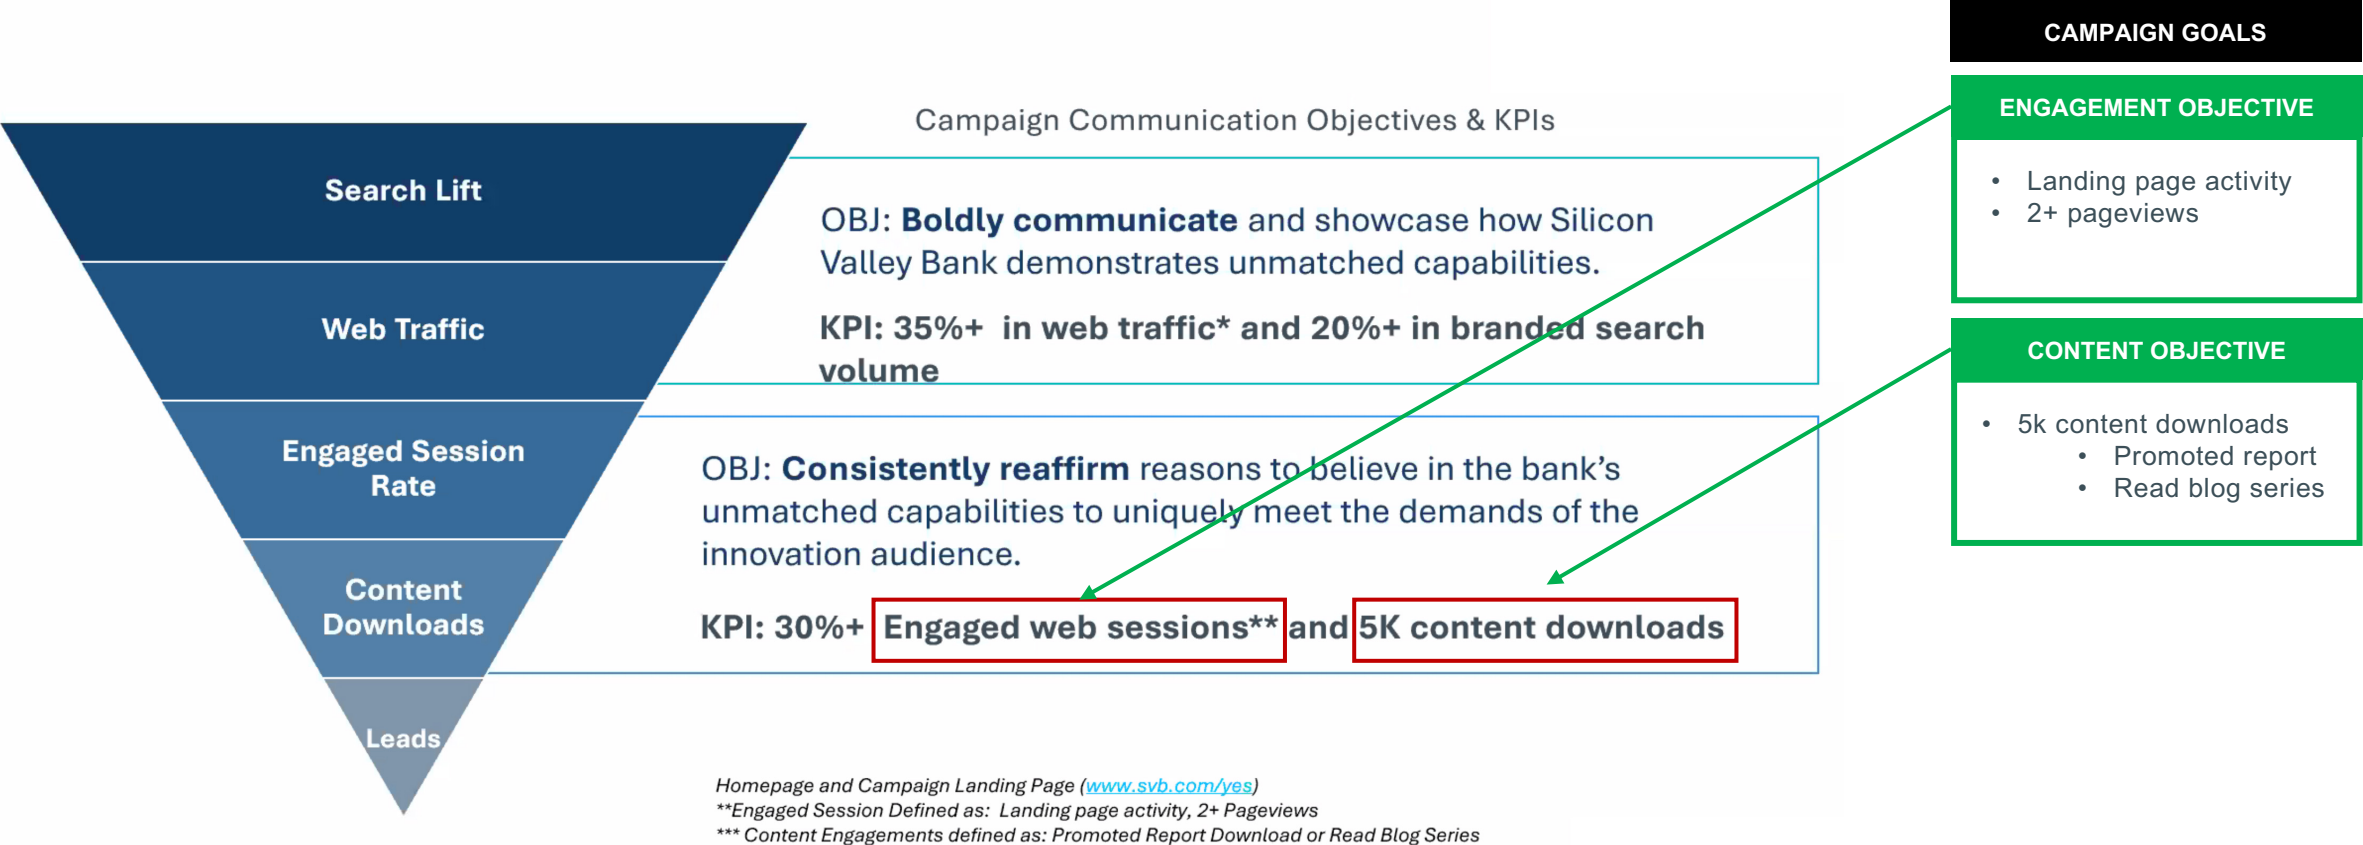 CAMPAIGN GOALS
Campaign Communication Objectives & KPIs
Search Lift
Web Traffic
Engaged Session
Rate
Content
Downloads
Leads
OBJ: Boldly communicate and showcase how Silicon
Valley Bank demonstrates unmatched capabilities.
KPI: 35%+  in web traffic* and 20%+ in branded search
volume
OBJ: Consistently reaffirm reasons to believe in the bank’s
unmatched capabilities to uniquely meet the demands of the
innovation audience.
KPI: 30%+ Engaged web sessions** and 5K content downloads
Homepage and Campaign Landing Page (www.svb.com/yes)
**Engaged Session Defined as:  Landing page activity, 2+ Pageviews
*** Content Engagements defined as: Promoted Report Download or Read Blog Series
ENGAGEMENT OBJECTIVE
• Landing page activity
• 2+ pageviews
CONTENT OBJECTIVE
• 5k content downloads
• Promoted report
• Read blog series